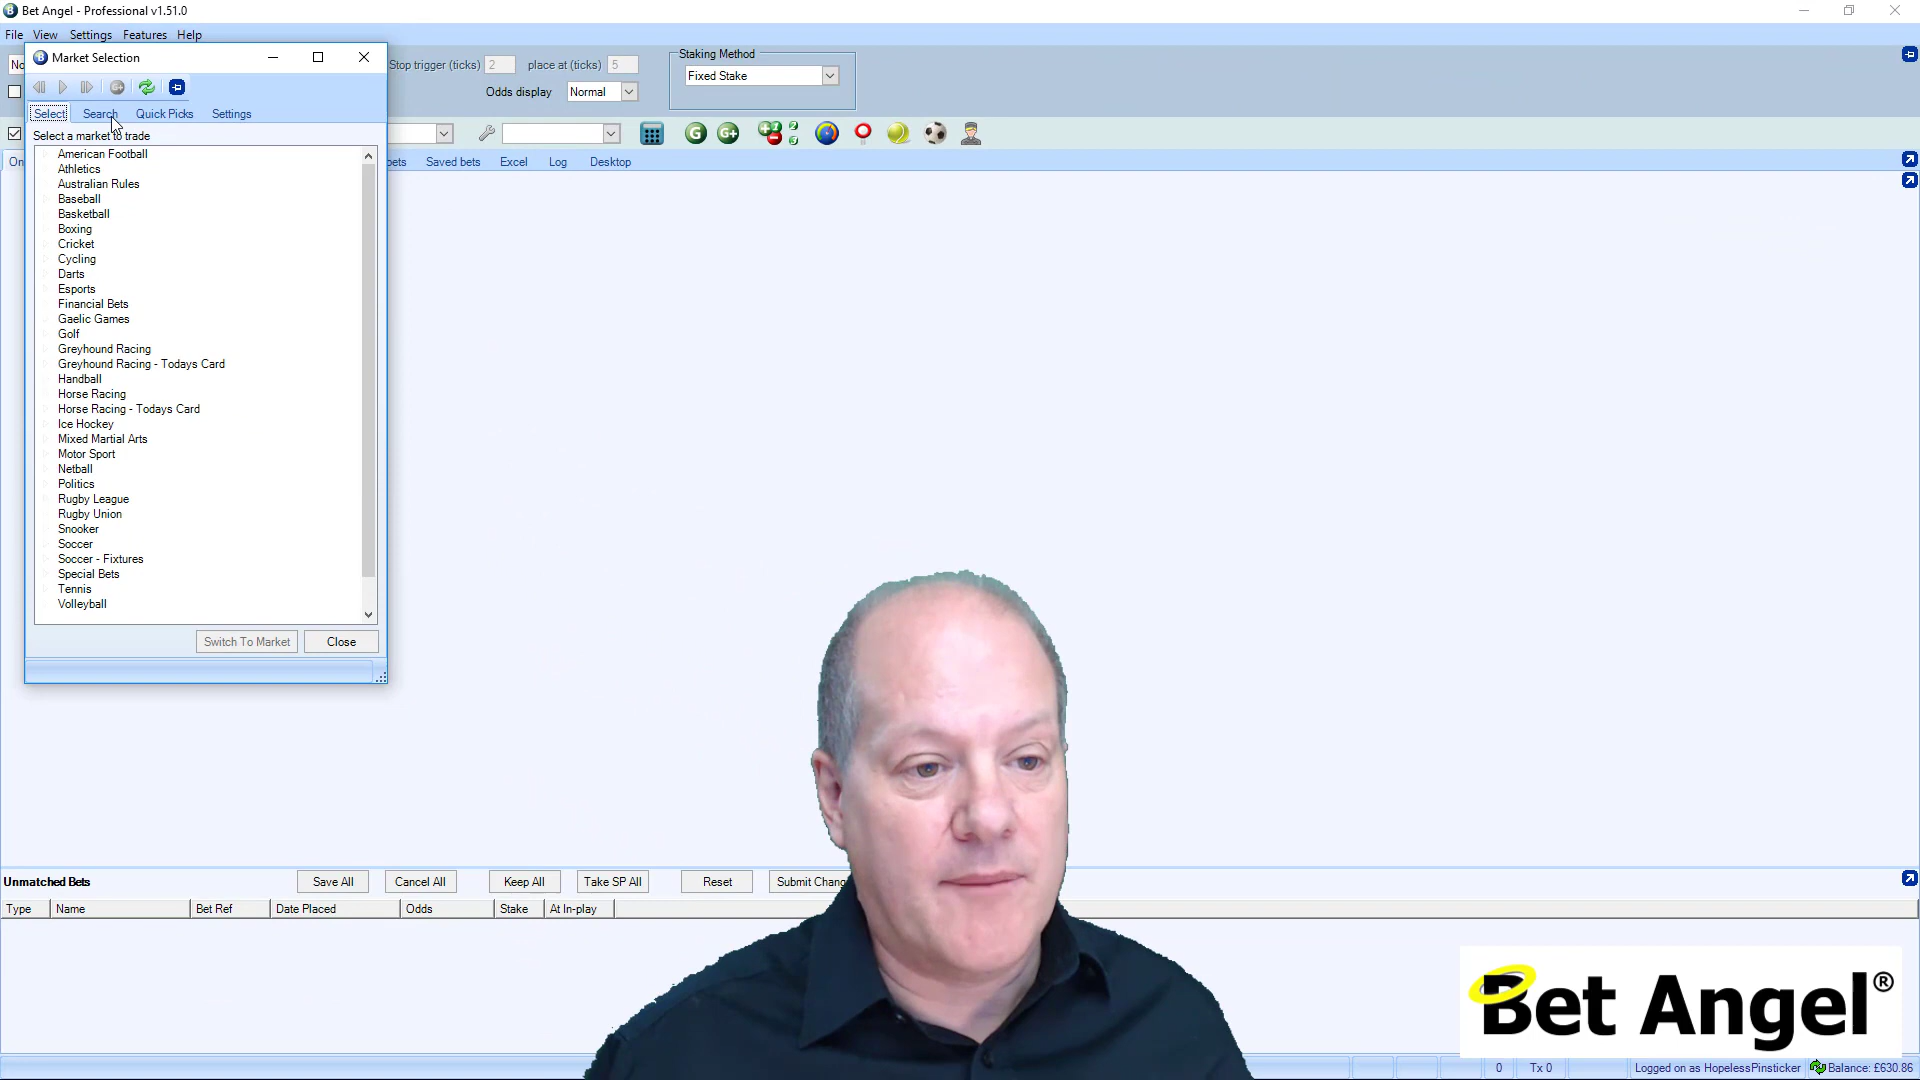 Bet Angel - Professional v1.51.0
File View Settings Features Help
Market Selection
No
Stop trigger (ticks) 2 place at (ticks) 5
Odds display Normal
Staking Method
Fixed Stake
Select Search Quick Picks Settings
Select a market to trade
On
bets Saved bets Excel Log Desktop
American Football
Athletics
Australian Rules
Baseball
Basketball
Boxing
Cricket
Cycling
Darts
Esports
Financial Bets
Gaelic Games
Golf
Greyhound Racing
Greyhound Racing - Todays Card
Handball
Horse Racing
Horse Racing - Todays Card
Ice Hockey
Mixed Martial Arts
Motor Sport
Netball
Politics
Rugby League
Rugby Union
Snooker
Soccer
Soccer - Fixtures
Special Bets
Tennis
Volleyball
Switch To Market Close
Unmatched Bets Save All Cancel All Keep All Take SP All Reset Submit Chang
Type Name Bet Ref Date Placed Odds Stake At In-play
Bet Angel®
0 Tx 0 Logged on as HopelessPinsticker Balance: £630.86